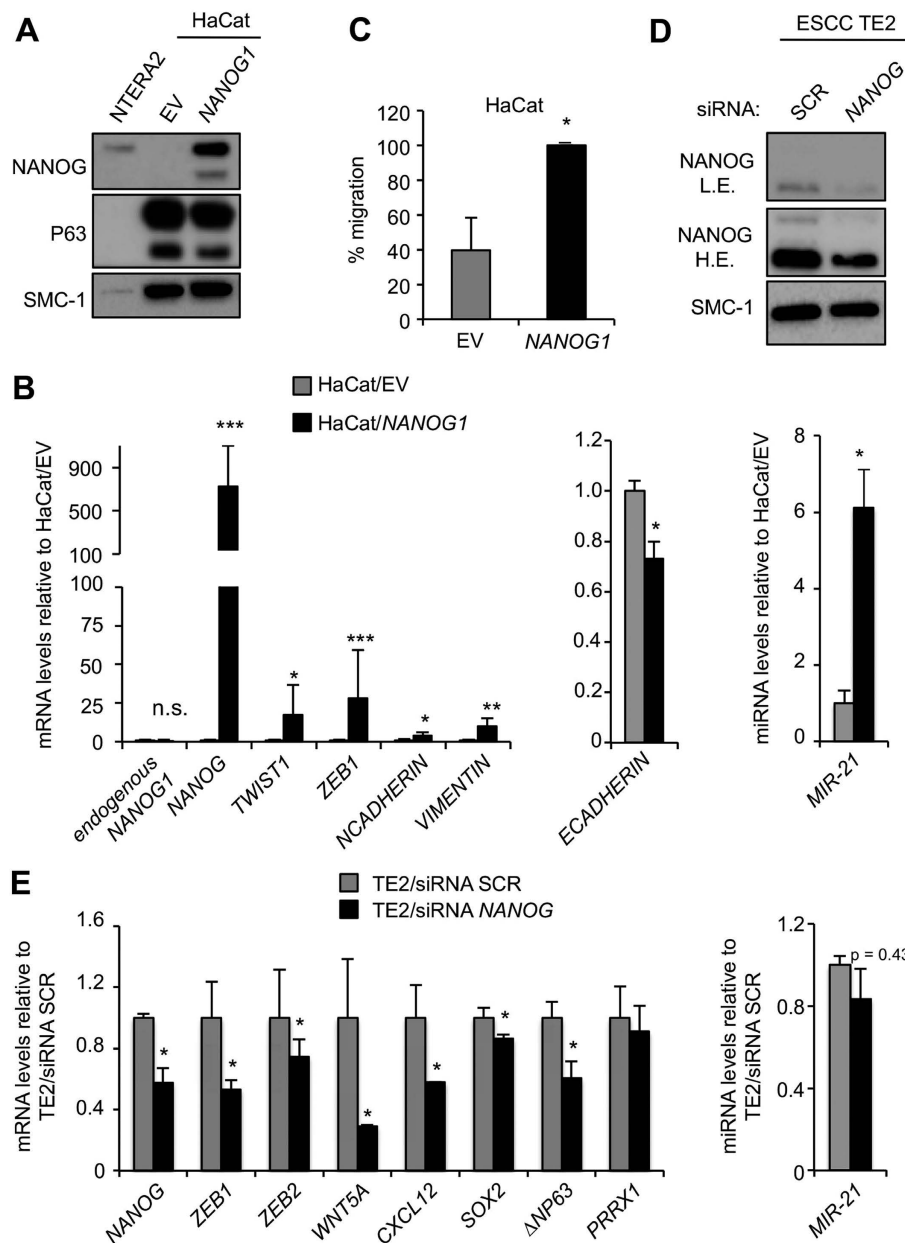 A
HaCat
NTERA2
EV
NANOG1
NANOG
P63
SMC-1
C
HaCat
% migration
120
100
80
60
40
20
0
*
EV
NANOG1
D
ESCC TE2
siRNA:
SCR
NANOG
NANOG
L.E.
NANOG
H.E.
SMC-1
B
HaCat/EV
HaCat/NANOG1
mRNA levels relative to HaCat/EV
900
500
100
100
75
50
25
0
n.s.
***
*
***
*
**
endogenous
NANOG1
NANOG
TWIST1
ZEB1
NCADHERIN
VIMENTIN
1.2
1.0
0.8
0.6
0.4
0.2
0
*
ECADHERIN
miRNA levels relative to HaCat/EV
8
6
4
2
0
*
MIR-21
E
TE2/siRNA SCR
TE2/siRNA NANOG
mRNA levels relative to
TE2/siRNA SCR
1.6
1.2
0.8
0.4
0
*
*
*
*
*
*
*
NANOG
ZEB1
ZEB2
WNT5A
CXCL12
SOX2
ΔNP63
PRRX1
miRNA levels relative to
TE2/siRNA SCR
1.2
0.8
0.4
0
p = 0.43
MIR-21